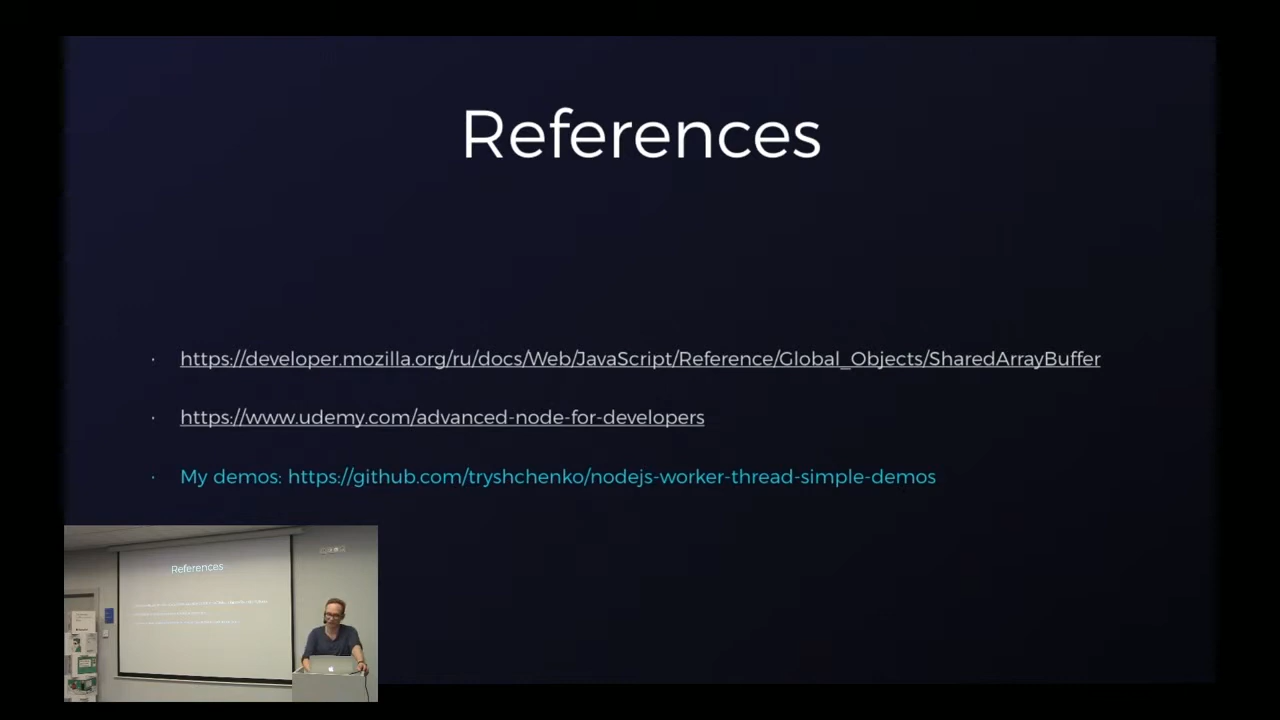 References
https://developer.mozilla.org/ru/docs/Web/JavaScript/Reference/Global_Objects/SharedArrayBuffer
https://www.udemy.com/advanced-node-for-developers
My demos: https://github.com/tryshchenko/nodejs-worker-thread-simple-demos
References